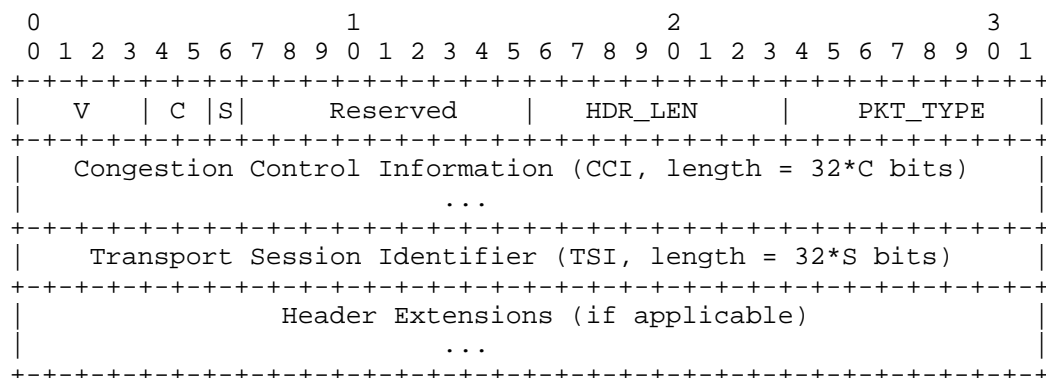 0                   1                   2                   3
 0 1 2 3 4 5 6 7 8 9 0 1 2 3 4 5 6 7 8 9 0 1 2 3 4 5 6 7 8 9 0 1
+-+-+-+-+-+-+-+-+-+-+-+-+-+-+-+-+-+-+-+-+-+-+-+-+-+-+-+-+-+-+-+-+
|   V   | C |S|     Reserved    |   HDR_LEN     |    PKT_TYPE   |
+-+-+-+-+-+-+-+-+-+-+-+-+-+-+-+-+-+-+-+-+-+-+-+-+-+-+-+-+-+-+-+-+
|   Congestion Control Information (CCI, length = 32*C bits)    |
|                          ...                                  |
+-+-+-+-+-+-+-+-+-+-+-+-+-+-+-+-+-+-+-+-+-+-+-+-+-+-+-+-+-+-+-+-+
|    Transport Session Identifier (TSI, length = 32*S bits)     |
+-+-+-+-+-+-+-+-+-+-+-+-+-+-+-+-+-+-+-+-+-+-+-+-+-+-+-+-+-+-+-+-+
|                Header Extensions (if applicable)              |
|                          ...                                  |
+-+-+-+-+-+-+-+-+-+-+-+-+-+-+-+-+-+-+-+-+-+-+-+-+-+-+-+-+-+-+-+-+